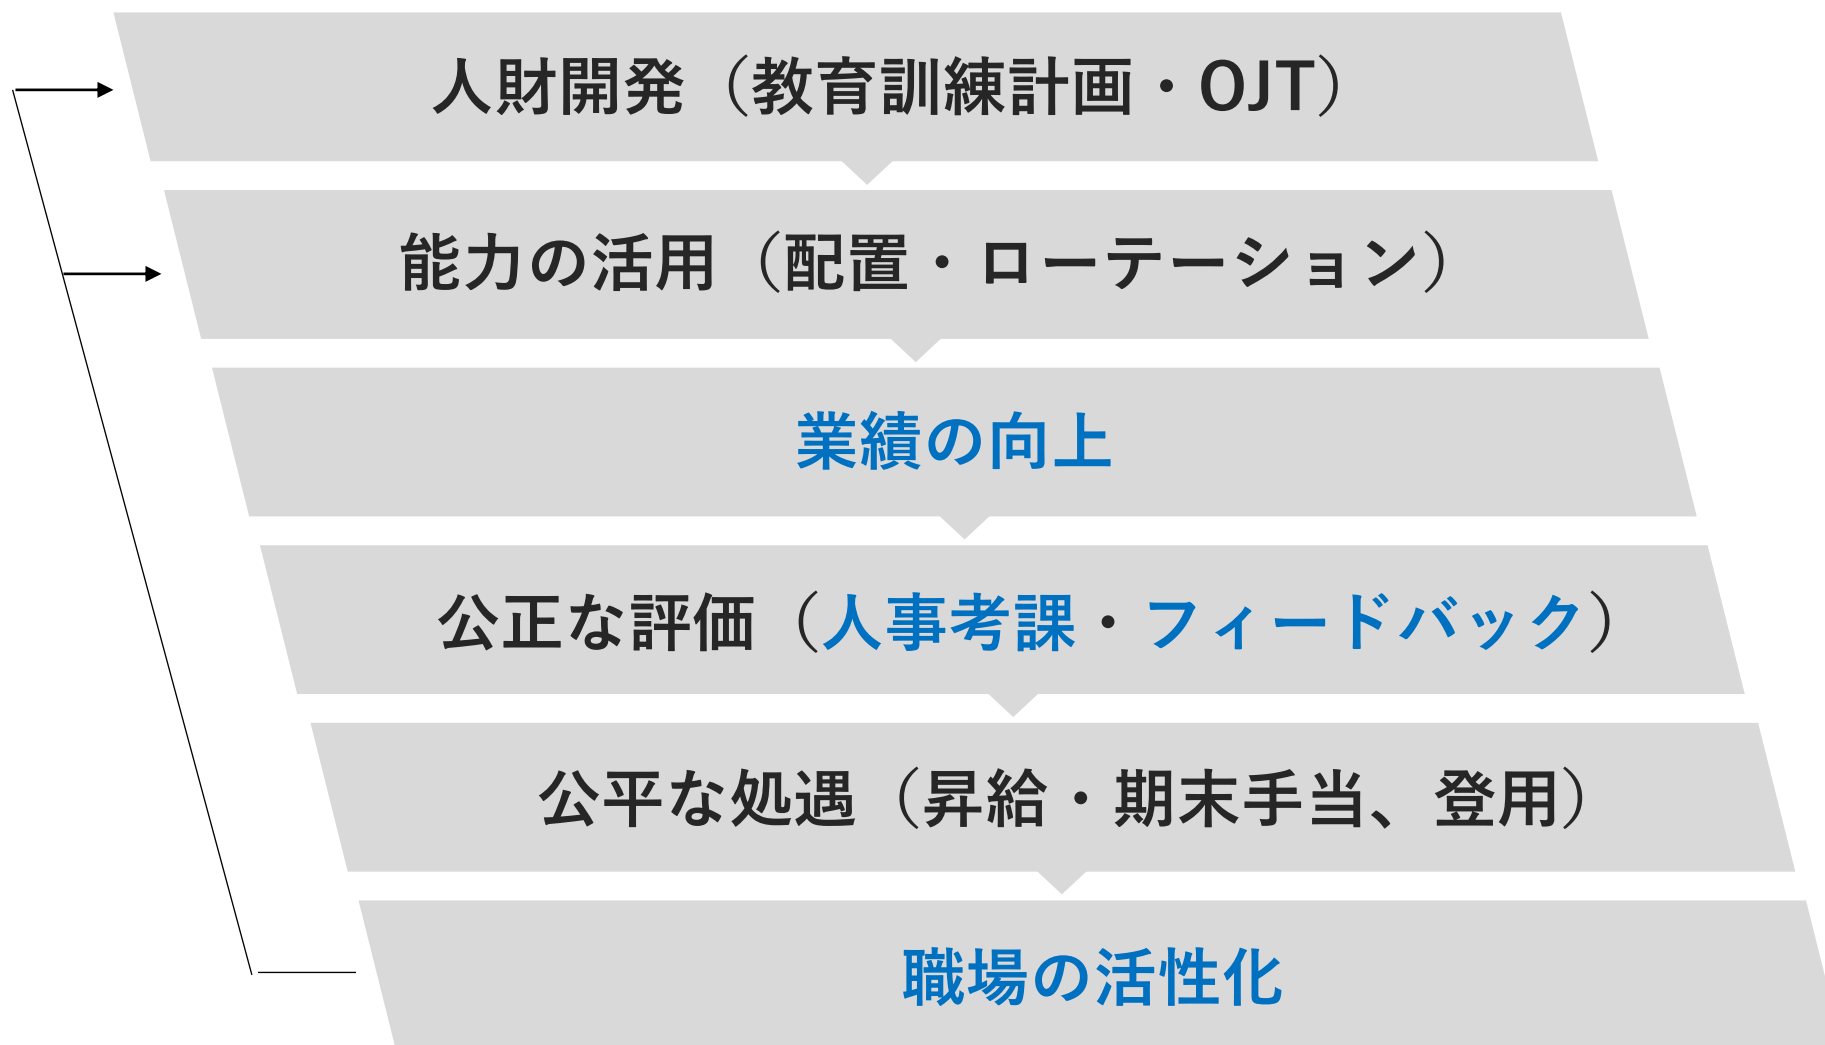 人財開発（教育訓練計画・OJT）
能力の活用（配置・ローテーション）
業績の向上
公正な評価（人事考課・フィードバック）
公平な処遇（昇給・期末手当、登用）
職場の活性化